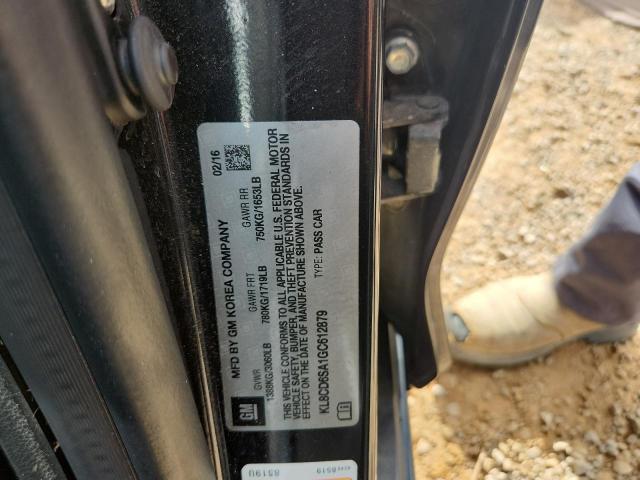 MFD BY GM KOREA COMPANY 02/16
GVWR GAWR FRT GAWR RR
1388KG/3060LB 780KG/1719LB 750KG/1653LB
THIS VEHICLE CONFORMS TO ALL APPLICABLE U.S. FEDERAL MOTOR
VEHICLE SAFETY, BUMPER, AND THEFT PREVENTION STANDARDS IN
EFFECT ON THE DATE OF MANUFACTURE SHOWN ABOVE.
KL8CD6SA1GC612879 TYPE: PASS CAR
GM
8519U